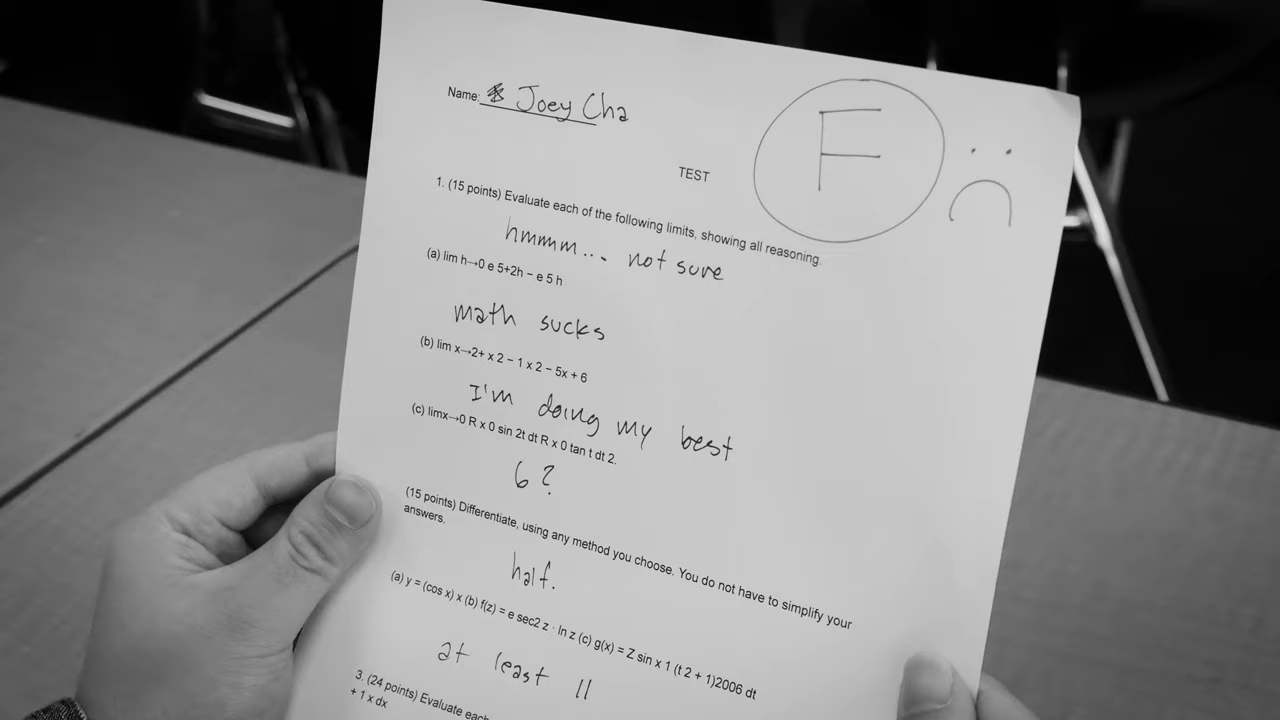 Name: Joey Cha
F
TEST
1. (15 points) Evaluate each of the following limits, showing all reasoning.
hmmm... not sure
(a) lim h→0 e 5+2h − e 5 h
math sucks
(b) lim x→2+ x 2 − 1 x 2 − 5x + 6
I'm doing my best
(c) limx→0 R x 0 sin 2t dt R x 0 tan t dt 2.
6?
(15 points) Differentiate, using any method you choose. You do not have to simplify your
answers.
half.
(a) y = (cos x) x (b) f(z) = e sec2 z · ln z (c) g(x) = Z sin x 1 (t 2 + 1)2006 dt
at least 11
3. (24 points) Evaluate each
+ 1 x dx